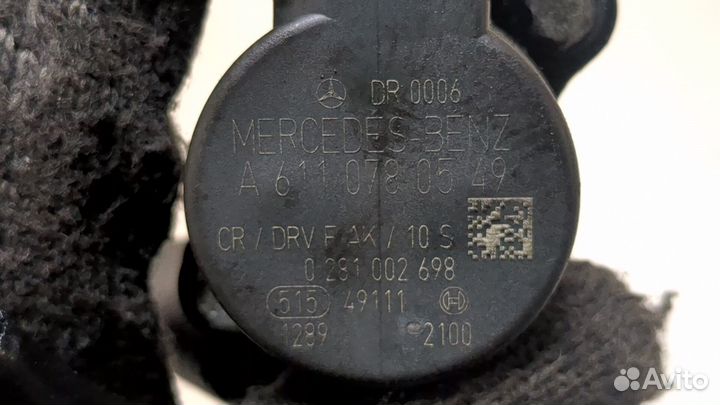 DR 0006
MERCEDES-BENZ
A 611 078 05 49
CR / DRV F AK / 10 S
0 281 002 698
515 49111
1289 2100
Avito